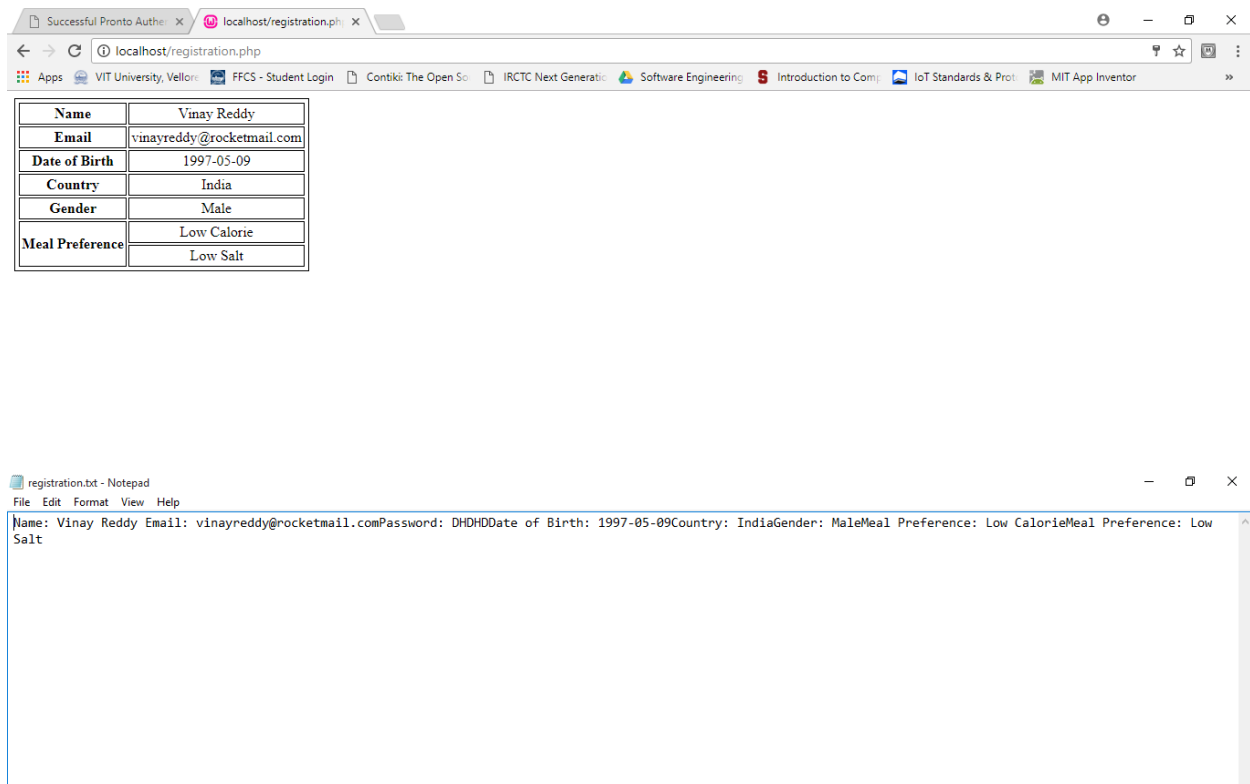 Successful Pronto Authe
localhost/registration.ph
localhost/registration.php
Apps VIT University, Vellore FFCS - Student Login Contiki: The Open So IRCTC Next Generatio Software Engineering Introduction to Comp IoT Standards & Prot MIT App Inventor »
Name Vinay Reddy
Email vinayreddy@rocketmail.com
Date of Birth 1997-05-09
Country India
Gender Male
Meal Preference Low Calorie
Low Salt
registration.txt - Notepad
File Edit Format View Help
Name: Vinay Reddy Email: vinayreddy@rocketmail.comPassword: DHDHDDate of Birth: 1997-05-09Country: IndiaGender: MaleMeal Preference: Low CalorieMeal Preference: Low
Salt